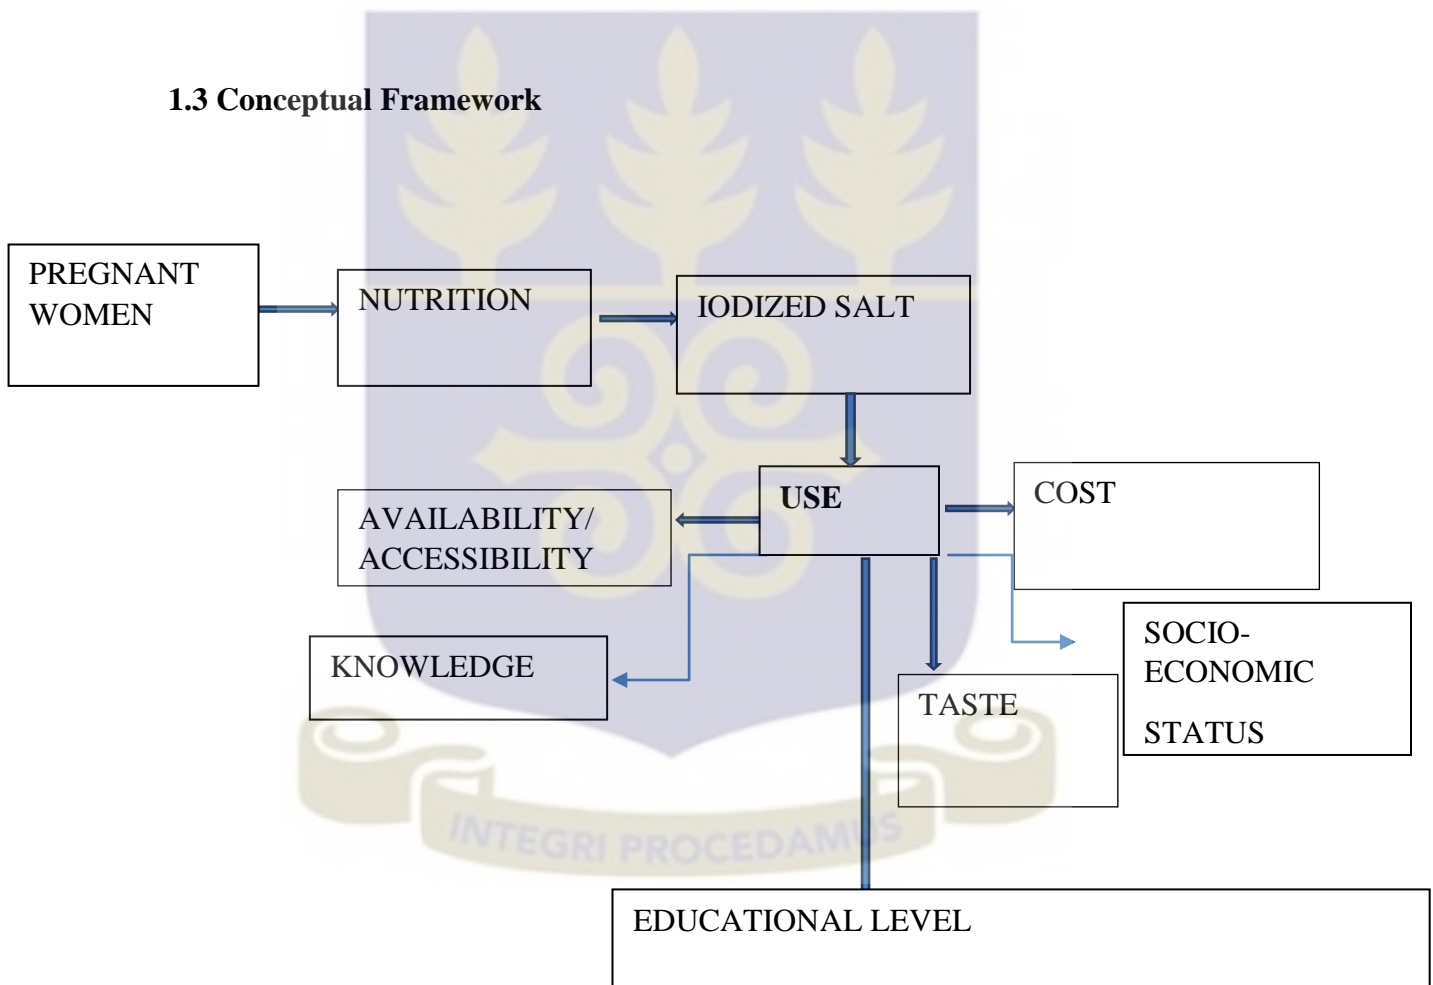 1.3 Conceptual Framework
PREGNANT
WOMEN
NUTRITION
IODIZED SALT
USE
COST
AVAILABILITY/
ACCESSIBILITY
SOCIO-
ECONOMIC
STATUS
KNOWLEDGE
TASTE
INTEGRI PROCEDAMUS
EDUCATIONAL LEVEL